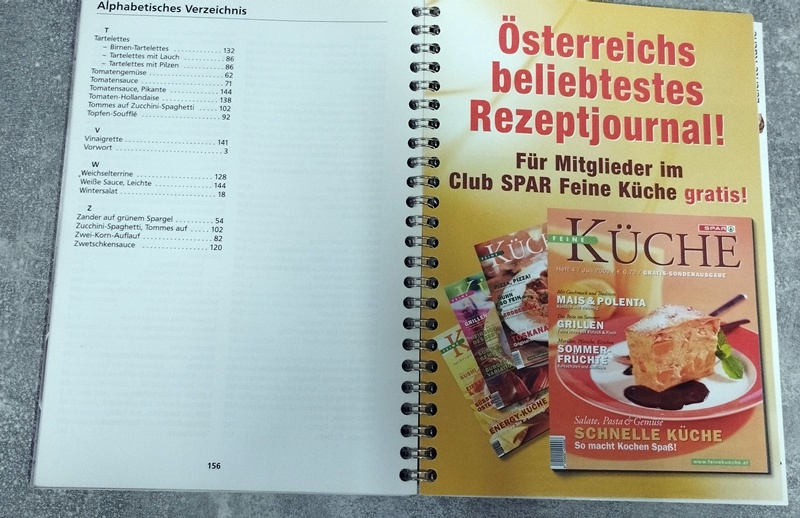 Alphabetisches Verzeichnis
T
Tartelettes
– Birnen-Tartelettes .................... 132
– Tartelettes mit Lauch .................... 86
– Tartelettes mit Pilzen .................... 86
Tomatengemüse .................... 62
Tomatensauce .................... 71
Tomatensauce, Pikante .................... 144
Tomaten-Hollandaise .................... 138
Tommes auf Zucchini-Spaghetti .................... 102
Topfen-Soufflé .................... 92
V
Vinaigrette .................... 141
Vorwort .................... 3
W
Weichselterrine .................... 128
Weiße Sauce, Leichte .................... 144
Wintersalat .................... 18
Z
Zander auf grünem Spargel .................... 54
Zucchini-Spaghetti, Tommes auf .................... 102
Zwei-Korn-Auflauf .................... 82
Zwetschkensauce .................... 120
156
Österreichs
beliebtestes
Rezeptjournal!
Für Mitglieder im
Club SPAR Feine Küche gratis!
SPAR
FEINE
KÜCHE
GRATIS-SONDERAUSGABE
MAIS & POLENTA
GRILLEN
SOMMER-
FRÜCHTE
Salate, Pasta & Gemüse
SCHNELLE KÜCHE
So macht Kochen Spaß!
www.feinekueche.at
KÜCHE
PIZZA, PIZZA!
TOSKANA
GRILLEN
ENERGY-KÜCHE